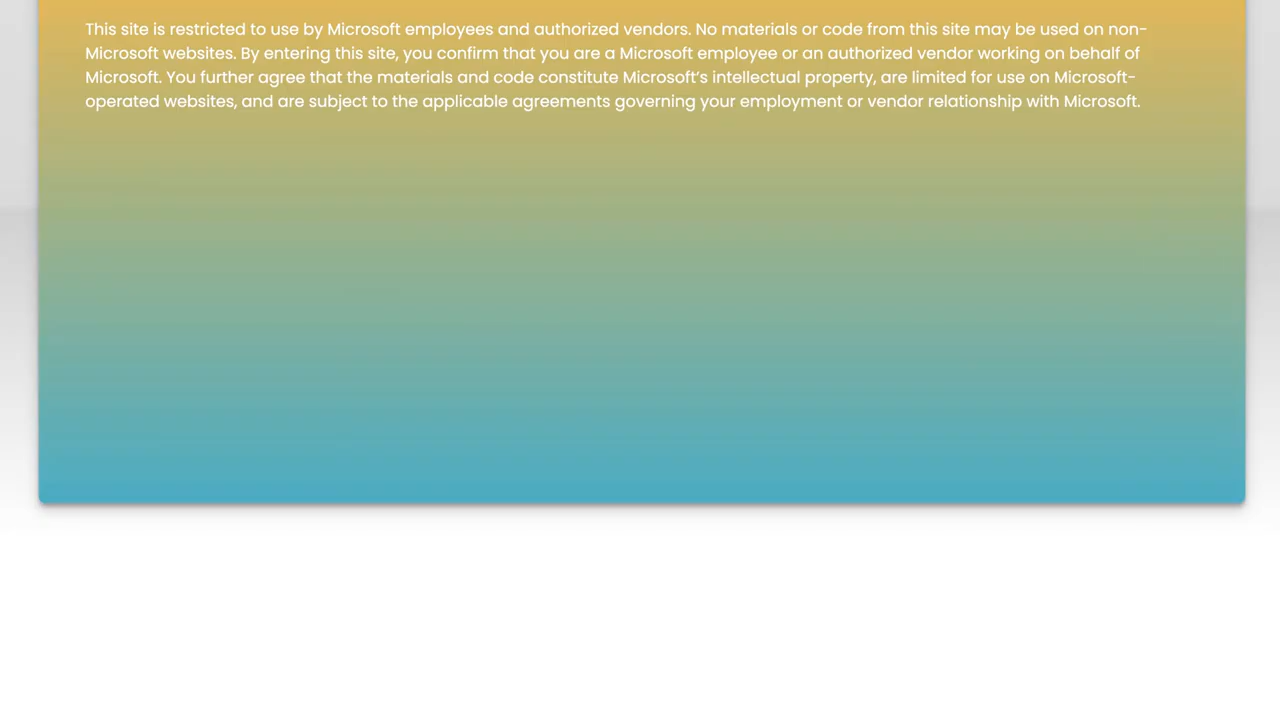 This site is restricted to use by Microsoft employees and authorized vendors. No materials or code from this site may be used on non-
Microsoft websites. By entering this site, you confirm that you are a Microsoft employee or an authorized vendor working on behalf of
Microsoft. You further agree that the materials and code constitute Microsoft’s intellectual property, are limited for use on Microsoft-
operated websites, and are subject to the applicable agreements governing your employment or vendor relationship with Microsoft.